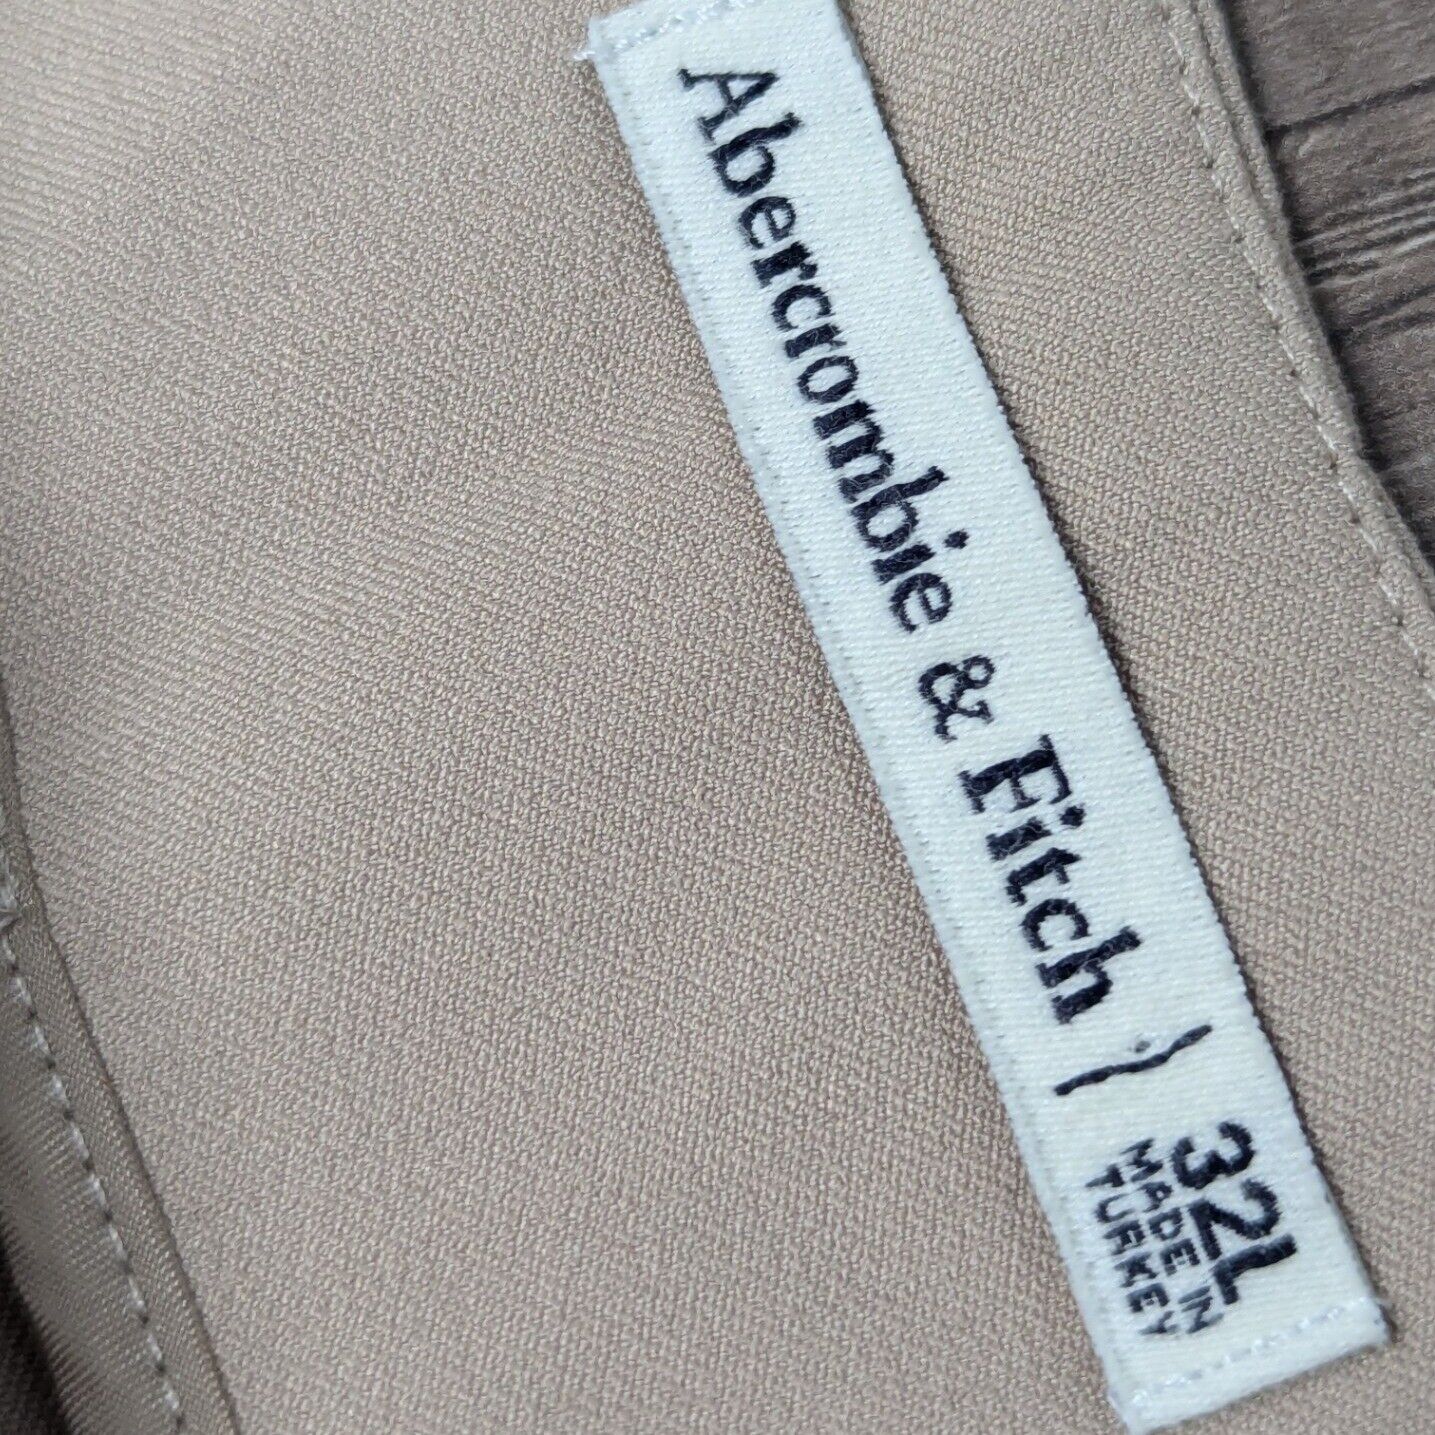 Abercrombie & Fitch | 32L
MADE IN
TURKEY